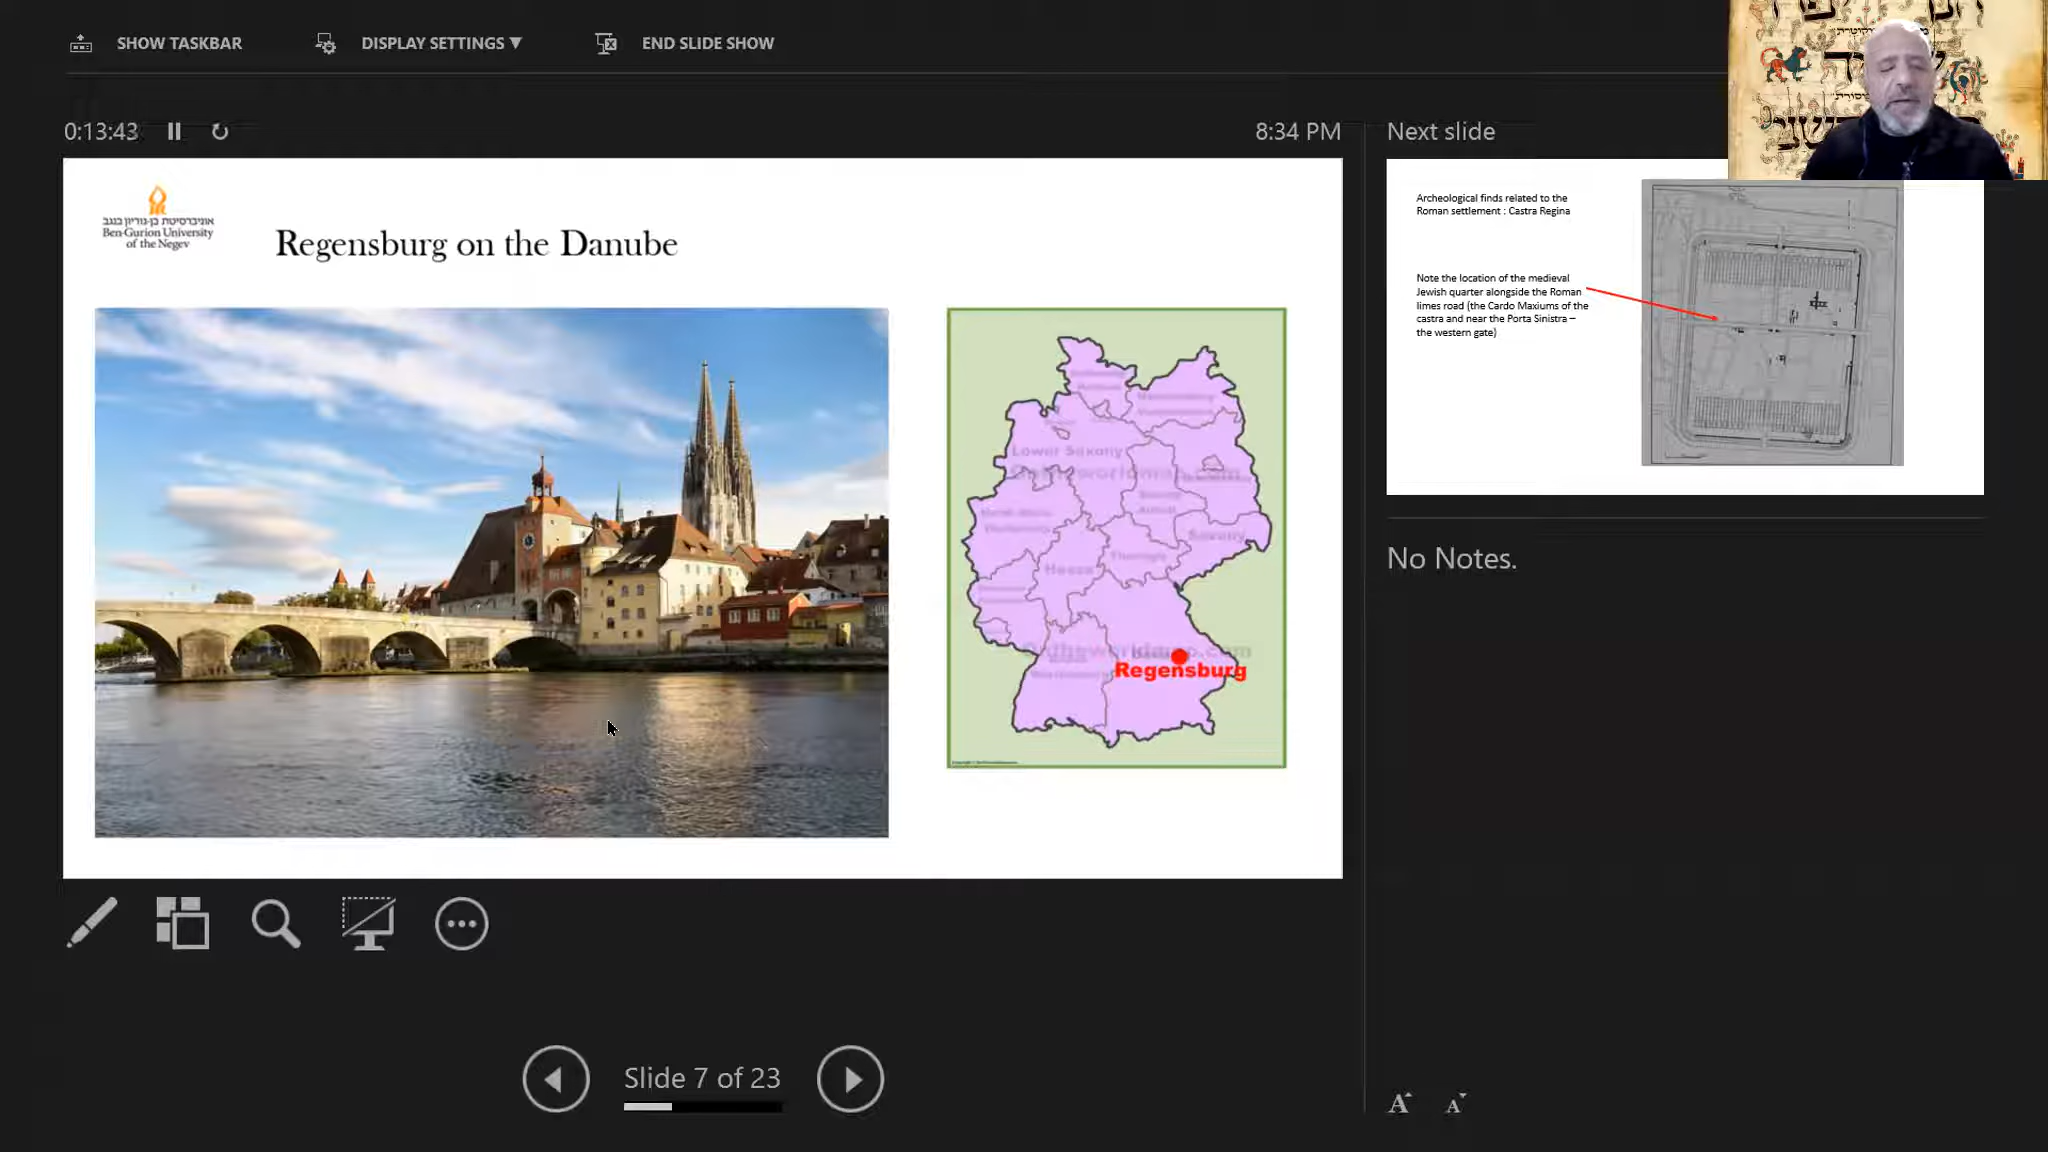 SHOW TASKBAR
DISPLAY SETTINGS ▼
END SLIDE SHOW
0:13:43
8:34 PM
Next slide
אוניברסיטת בן-גוריון בנגב
Ben-Gurion University
of the Negev
Regensburg on the Danube
Lower Saxony
Saxony
Thuringia
Hesse
Regensburg
Archeological finds related to the
Roman settlement : Castra Regina
Note the location of the medieval
Jewish quarter alongside the Roman
limes road (the Cardo Maxiums of the
castra and near the Porta Sinistra –
the western gate)
No Notes.
Slide 7 of 23
A
A